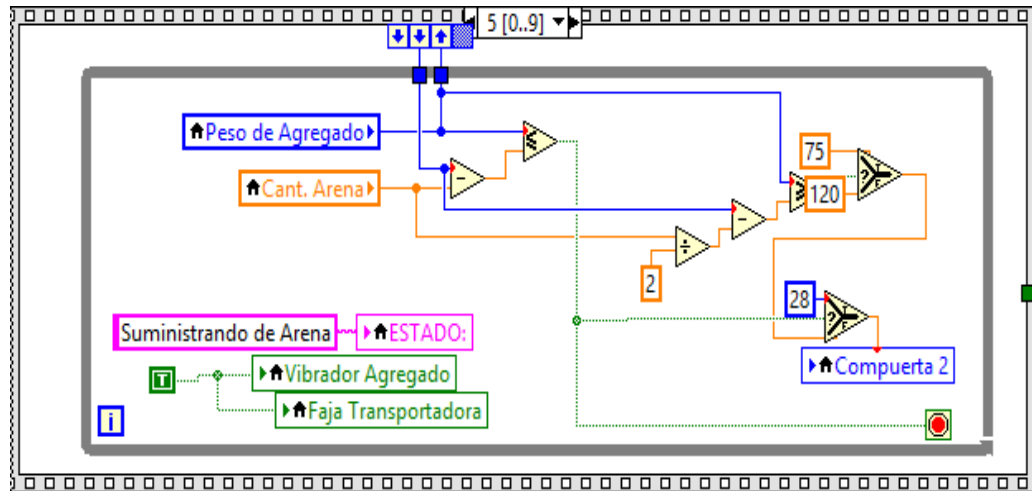 5 [0..9]
Peso de Agregado
75
Cant. Arena
120
2
28
Suministrando de Arena
ESTADO:
Compuerta 2
Vibrador Agregado
T
Faja Transportadora
i